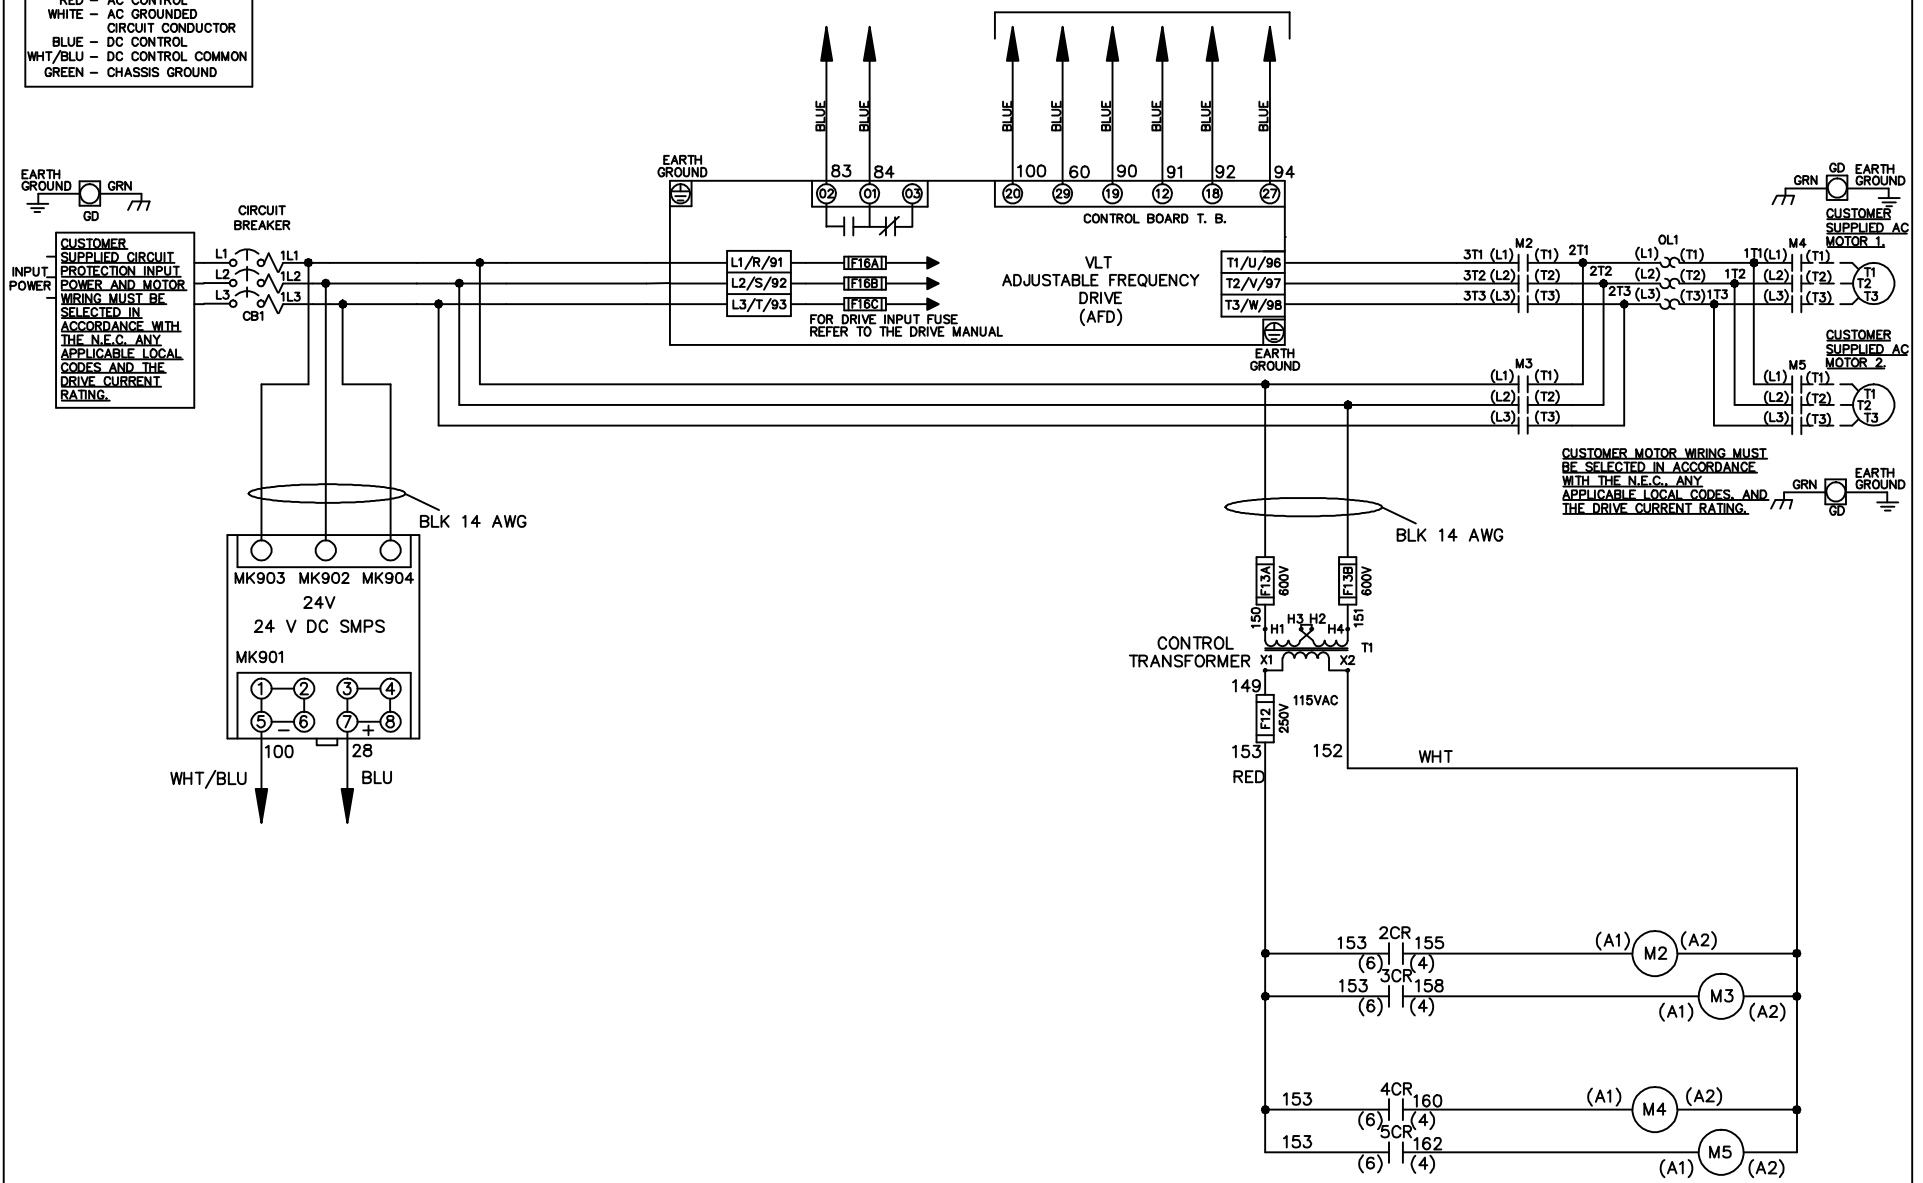 RED - AC CONTROL
WHITE - AC GROUNDED
CIRCUIT CONDUCTOR
BLUE - DC CONTROL
WHT/BLU - DC CONTROL COMMON
GREEN - CHASSIS GROUND
BLUE
BLUE
BLUE
BLUE
BLUE
BLUE
BLUE
BLUE
EARTH
GROUND
GRN
GD
CIRCUIT
BREAKER
EARTH
GROUND
83 84
02 01 03
100 60 90 91 92 94
20 29 19 12 18 27
CONTROL BOARD T. B.
GRN
GD
EARTH
GROUND
INPUT
POWER
CUSTOMER
SUPPLIED CIRCUIT
PROTECTION INPUT
POWER AND MOTOR
WIRING MUST BE
SELECTED IN
ACCORDANCE WITH
THE N.E.C. ANY
APPLICABLE LOCAL
CODES AND THE
DRIVE CURRENT
RATING.
L1 1L1
L2 1L2
L3 1L3
CB1
L1/R/91 F16A
L2/S/92 F16B
L3/T/93 F16C
FOR DRIVE INPUT FUSE
REFER TO THE DRIVE MANUAL
VLT
ADJUSTABLE FREQUENCY
DRIVE
(AFD)
T1/U/96
T2/V/97
T3/W/98
EARTH
GROUND
M2
3T1 (L1) (T1) 2T1
3T2 (L2) (T2) 2T2
3T3 (L3) (T3) 2T3
OL1
(L1) (T1) 1T1
(L2) (T2) 1T2
(L3) (T3) 1T3
M4
(L1) (T1)
(L2) (T2)
(L3) (T3)
T1
T2
T3
CUSTOMER
SUPPLIED AC
MOTOR 1.
M3
(L1) (T1)
(L2) (T2)
(L3) (T3)
M5
(L1) (T1)
(L2) (T2)
(L3) (T3)
T1
T2
T3
CUSTOMER
SUPPLIED AC
MOTOR 2.
CUSTOMER MOTOR WIRING MUST
BE SELECTED IN ACCORDANCE
WITH THE N.E.C., ANY
APPLICABLE LOCAL CODES, AND
THE DRIVE CURRENT RATING.
GRN
GD
EARTH
GROUND
BLK 14 AWG
MK903 MK902 MK904
24V
24 V DC SMPS
MK901
1 2 3 4
5 6 7 8
- +
100 28
WHT/BLU BLU
BLK 14 AWG
F13A
600V
F13B
600V
150
151
H1 H3 H2 H4
T1
CONTROL
TRANSFORMER
X1 X2
149
115VAC
F12
250V
153
RED
152
WHT
153 2CR 155
(6) (4)
(A1) M2 (A2)
153 3CR 158
(6) (4)
(A1) M3 (A2)
153 4CR 160
(6) (4)
(A1) M4 (A2)
153 5CR 162
(6) (4)
(A1) M5 (A2)